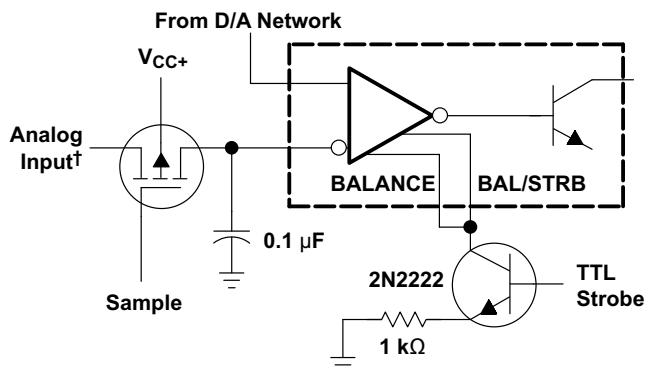 From D/A Network
VCC+
Analog
Input†
BALANCE
BAL/STRB
0.1 µF
Sample
2N2222
TTL
Strobe
1 kΩ